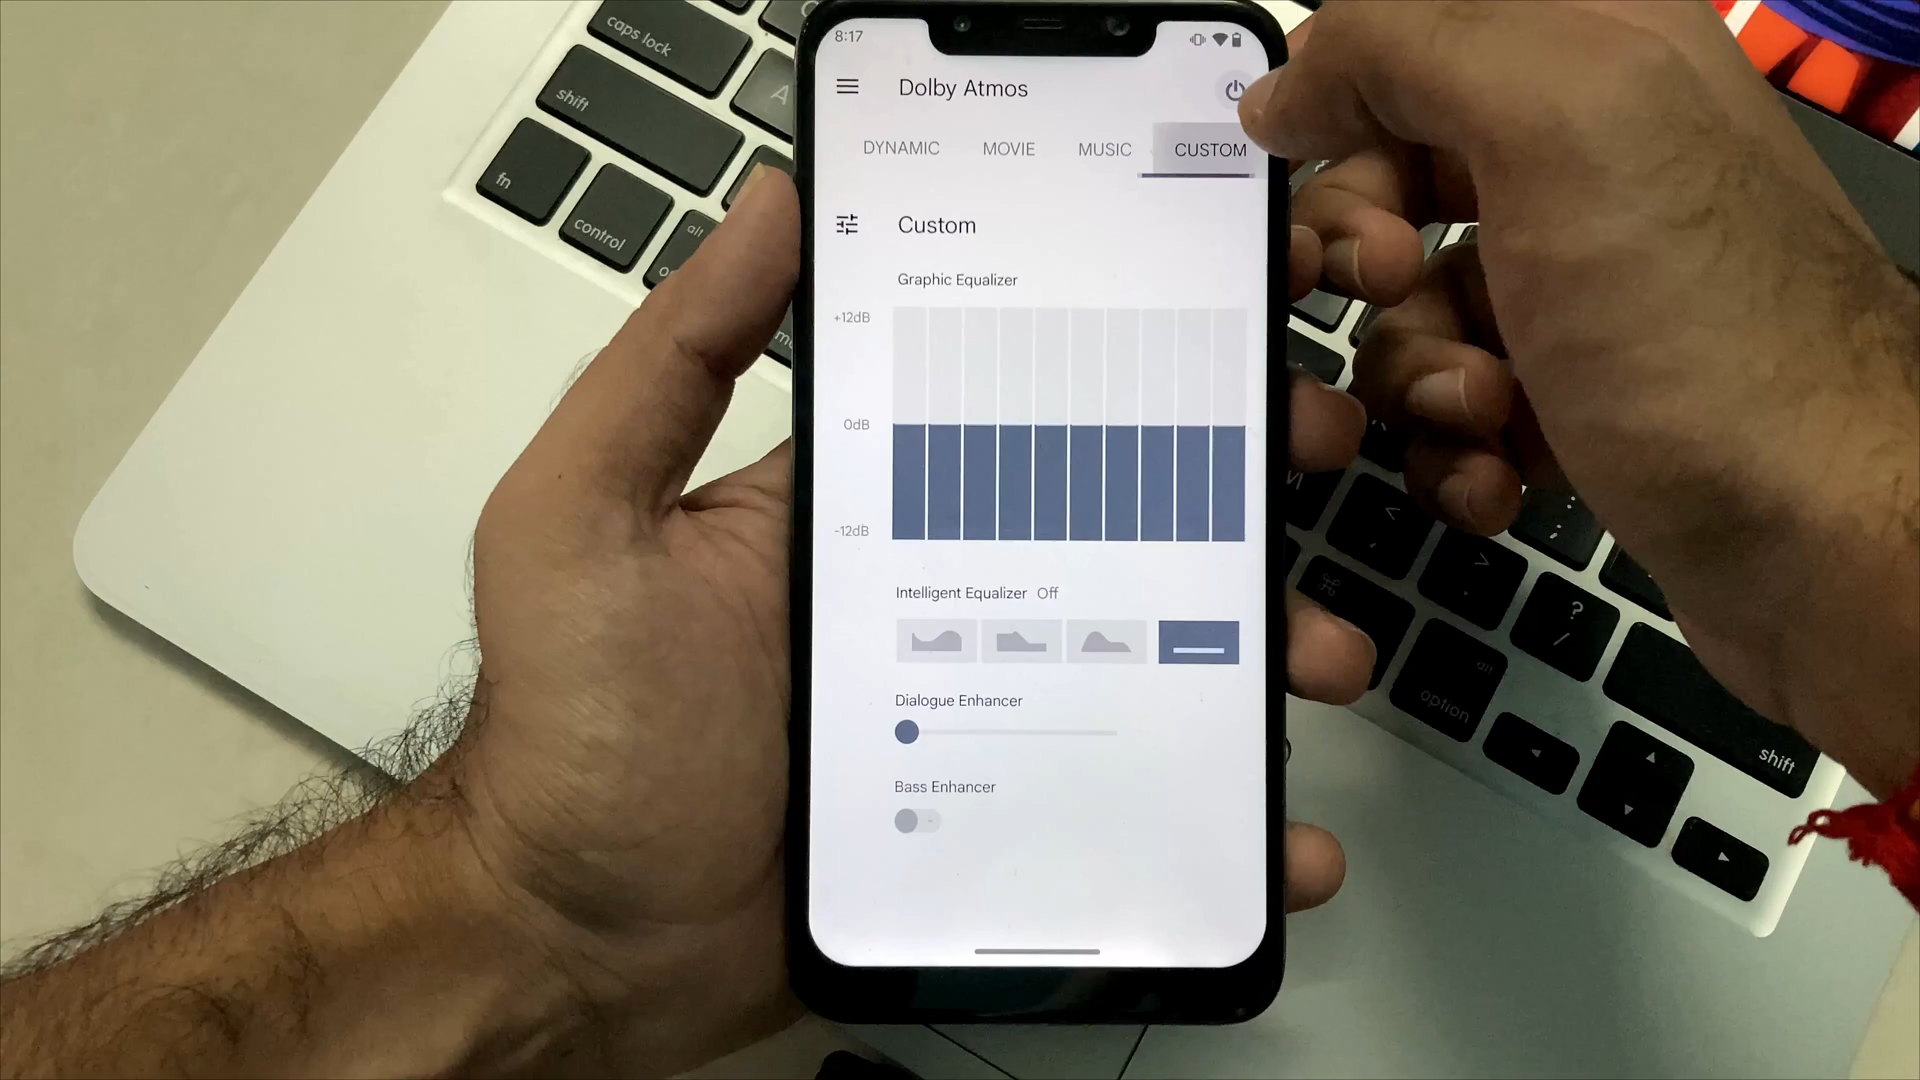 caps lock
shift
A
fn
control
alt
8:17
Dolby Atmos
DYNAMIC MOVIE MUSIC CUSTOM
Custom
Graphic Equalizer
+12dB
0dB
-12dB
Intelligent Equalizer Off
Dialogue Enhancer
Bass Enhancer
<
,
>
.
:
;
?
/
⌘
alt
option
shift